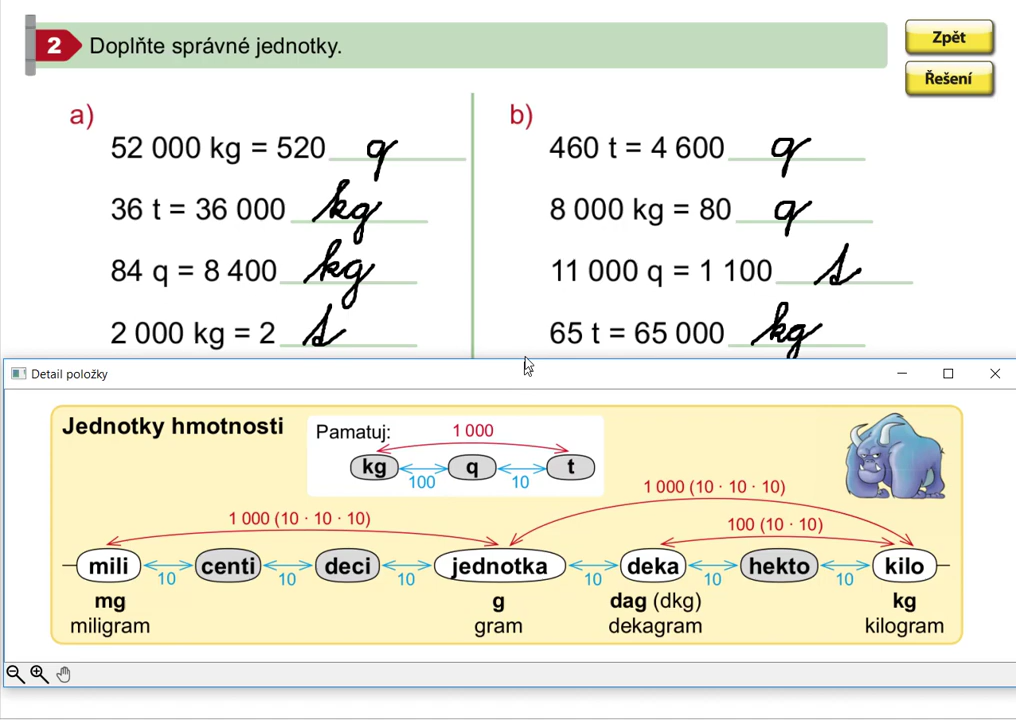 2 Doplňte správné jednotky.
Zpět
Řešení
a)
52 000 kg = 520 q
36 t = 36 000 kg
84 q = 8 400 kg
2 000 kg = 2 t
b)
460 t = 4 600 q
8 000 kg = 80 q
11 000 q = 1 100 t
65 t = 65 000 kg
Detail položky
Jednotky hmotnosti
Pamatuj:
1 000
kg q t
100 10
1 000 (10 · 10 · 10)
1 000 (10 · 10 · 10)
100 (10 · 10)
mili centi deci jednotka deka hekto kilo
10 10 10 10 10 10
mg g dag (dkg) kg
miligram gram dekagram kilogram